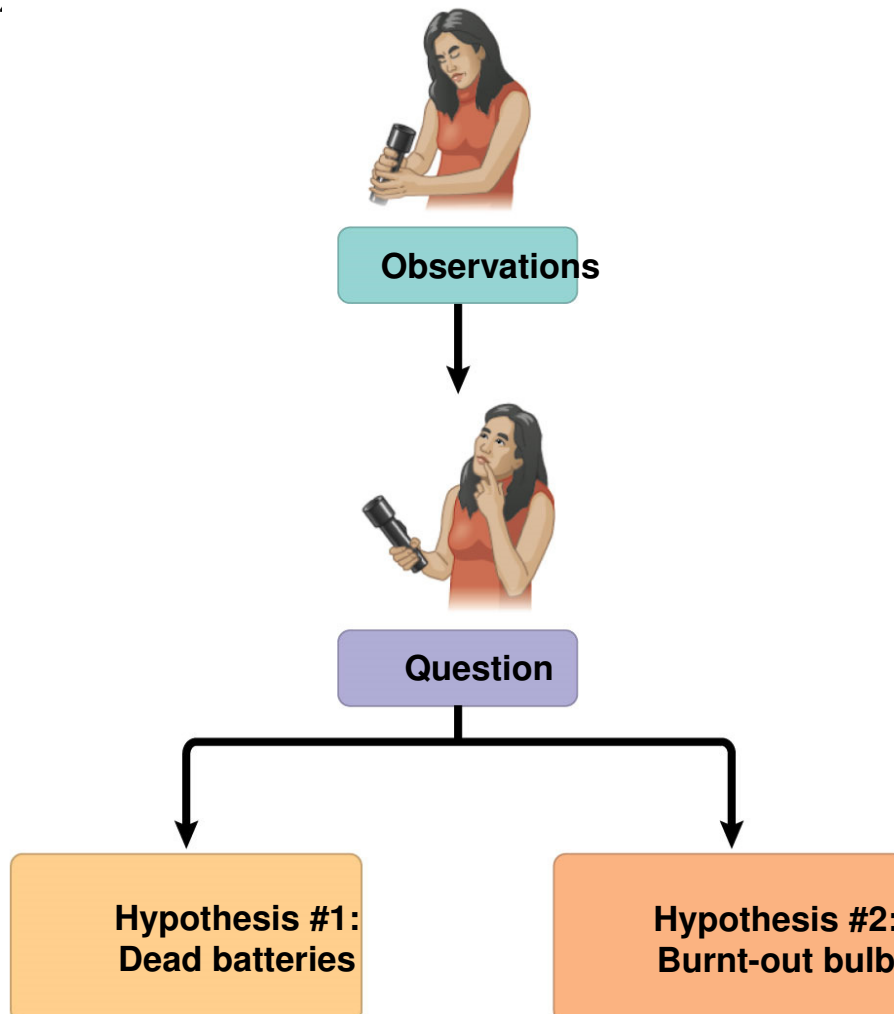 Observations
Question
Hypothesis #1:
Dead batteries
Hypothesis #2:
Burnt-out bulb